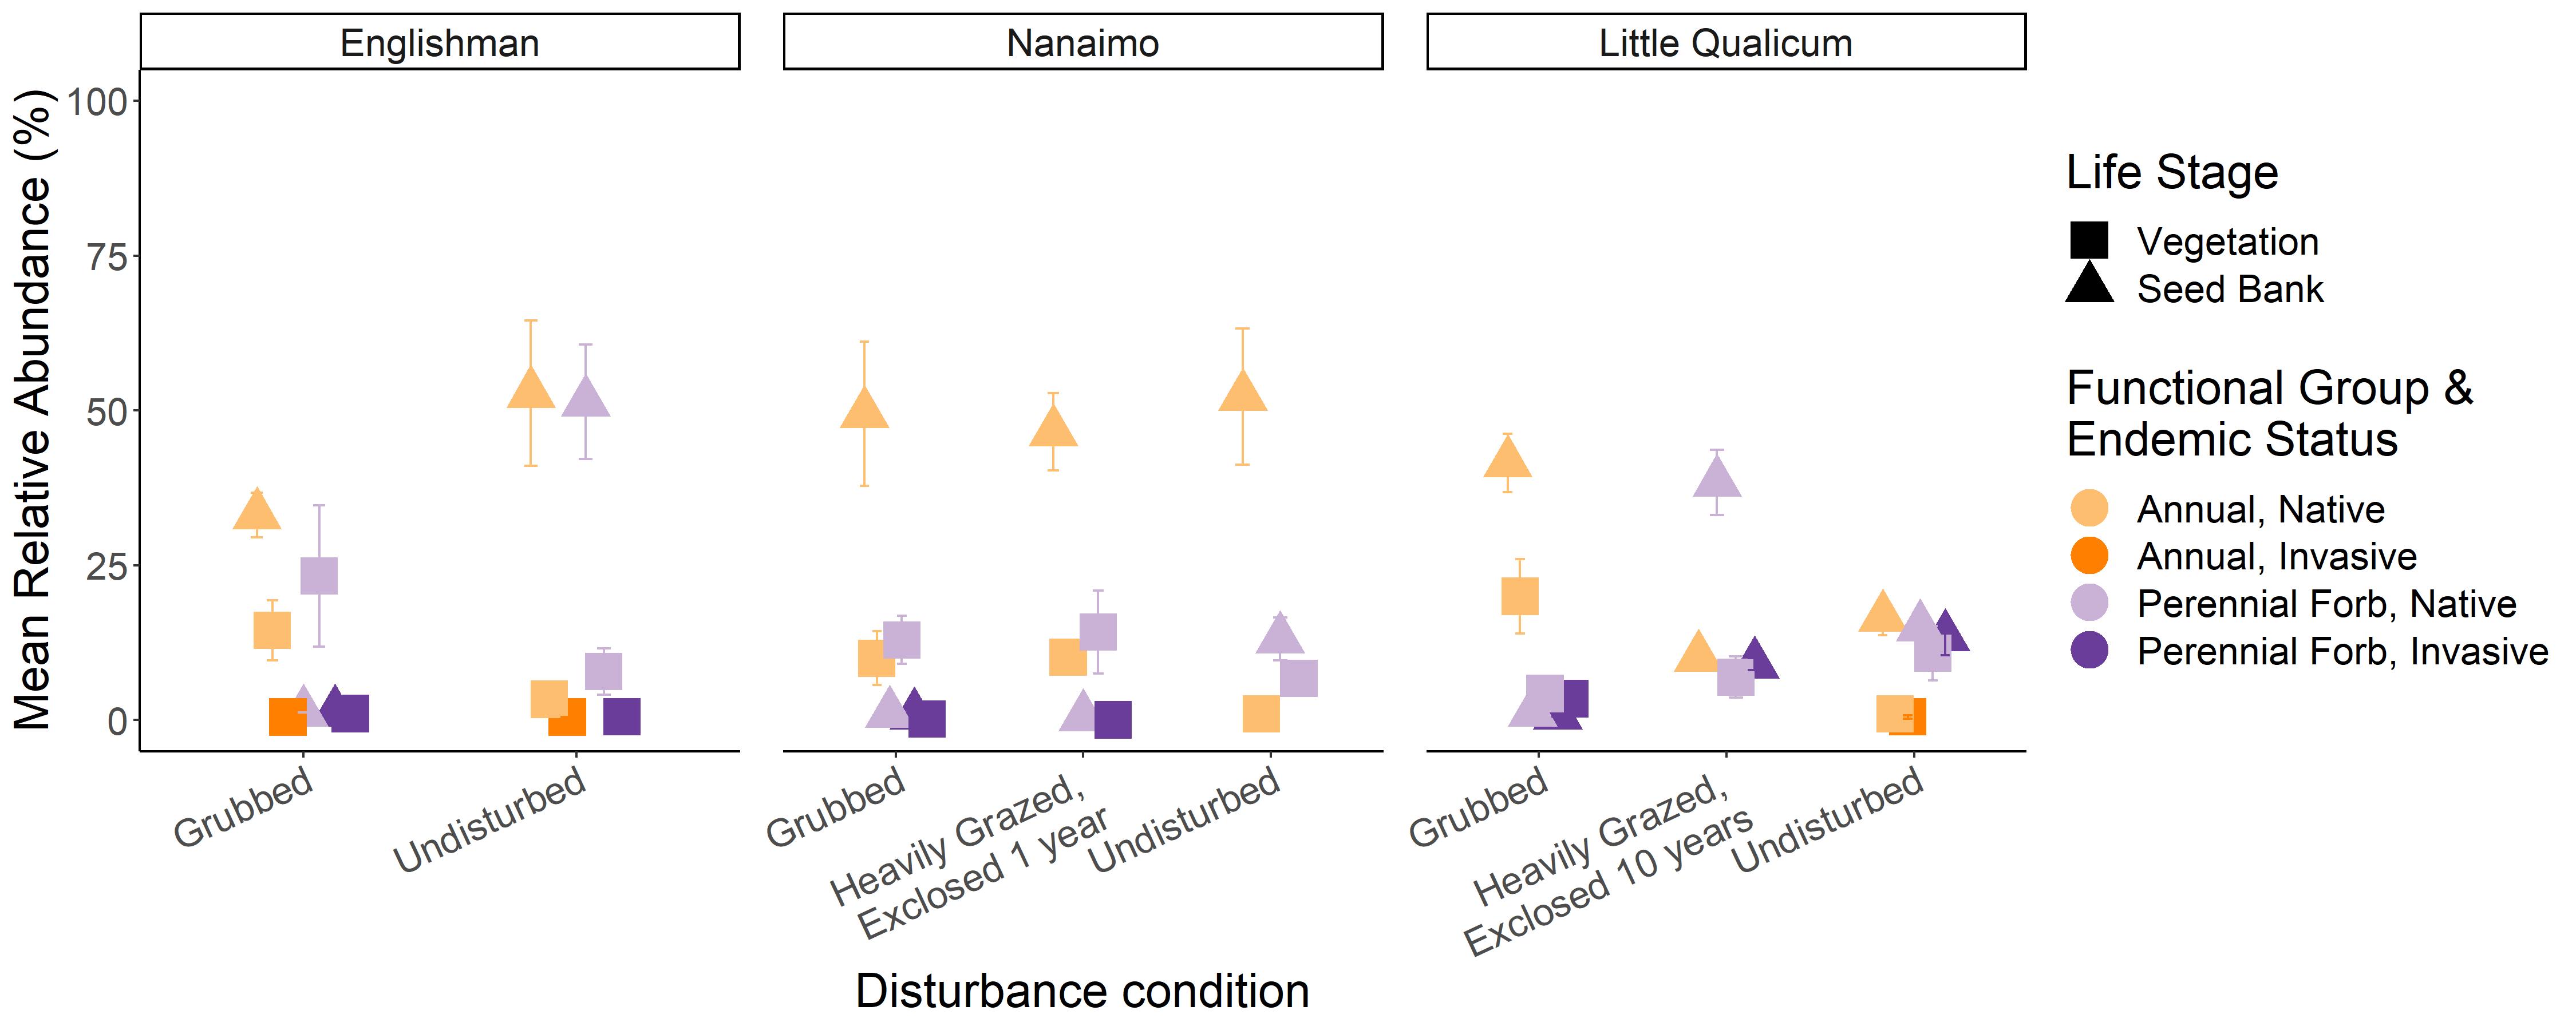 Englishman
Nanaimo
Little Qualicum
Mean Relative Abundance (%)
100
75
50
25
0
Grubbed
Undisturbed
Grubbed
Heavily Grazed,
Exclosed 1 year
Undisturbed
Grubbed
Heavily Grazed,
Exclosed 10 years
Undisturbed
Disturbance condition
Life Stage
Vegetation
Seed Bank
Functional Group &
Endemic Status
Annual, Native
Annual, Invasive
Perennial Forb, Native
Perennial Forb, Invasive